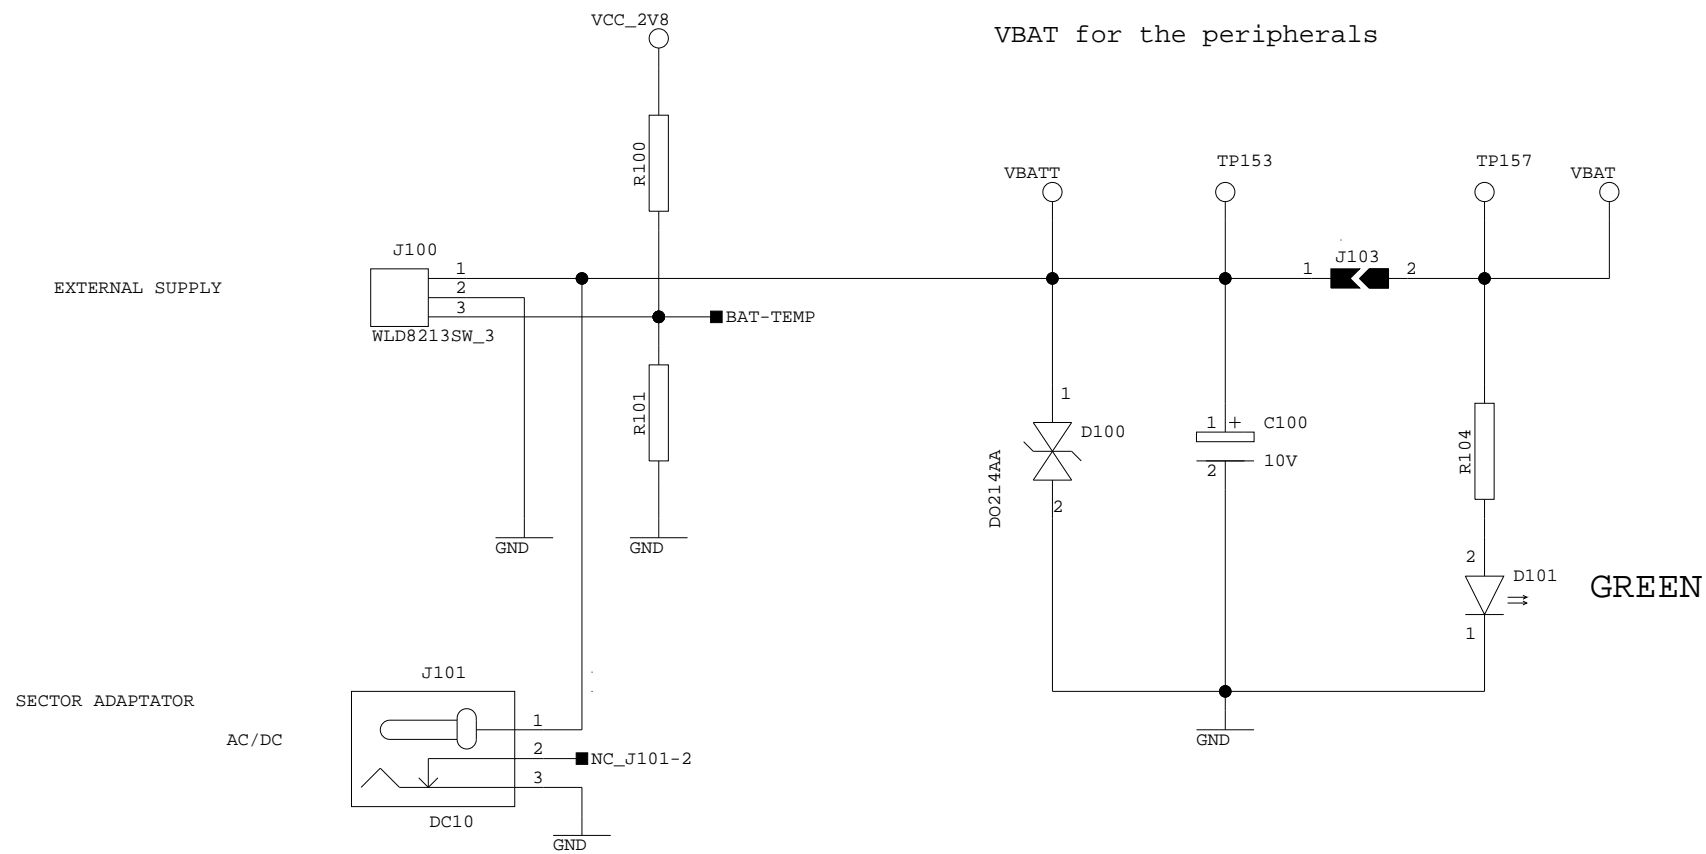 VCC_2V8
VBAT for the peripherals
R100
VBATT
TP153
TP157
VBAT
J100
J103
EXTERNAL SUPPLY
1
2
3
1
2
BAT-TEMP
WLD8213SW_3
R101
1
D100
DO214AA
2
1 +
C100
10V
2
R104
GND
GND
2
D101
GREEN
1
J101
SECTOR ADAPTATOR
AC/DC
1
2
NC_J101-2
3
GND
DC10
GND